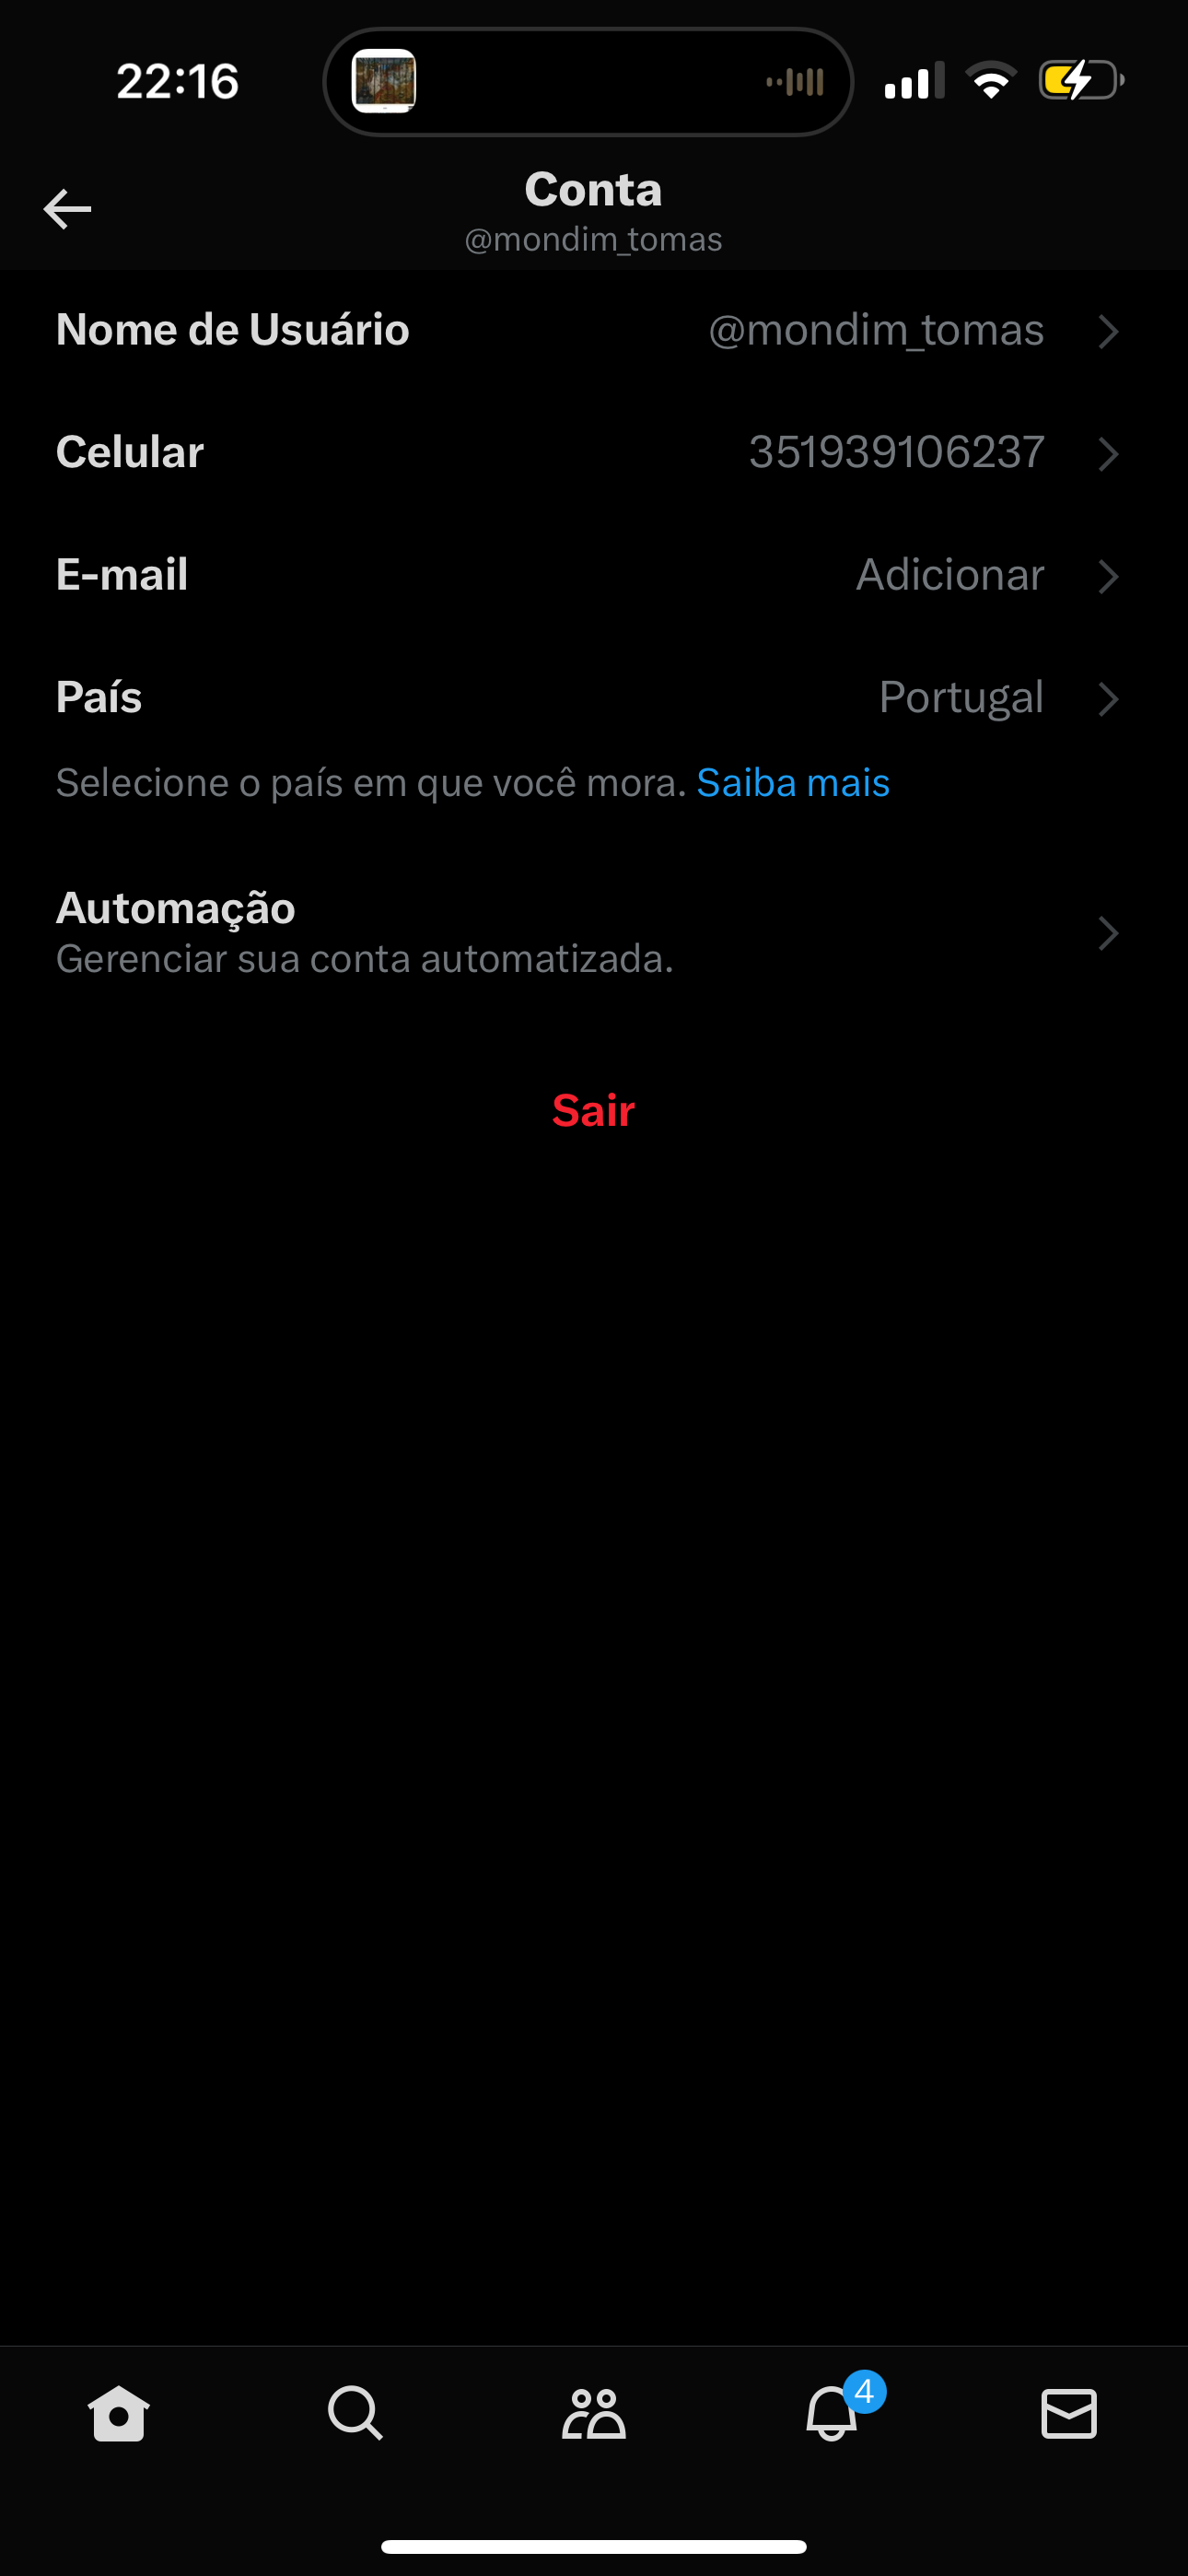 22:16
Conta
@mondim_tomas
Nome de Usuário @mondim_tomas
Celular 351939106237
E-mail Adicionar
País Portugal
Selecione o país em que você mora. Saiba mais
Automação
Gerenciar sua conta automatizada.
Sair
4